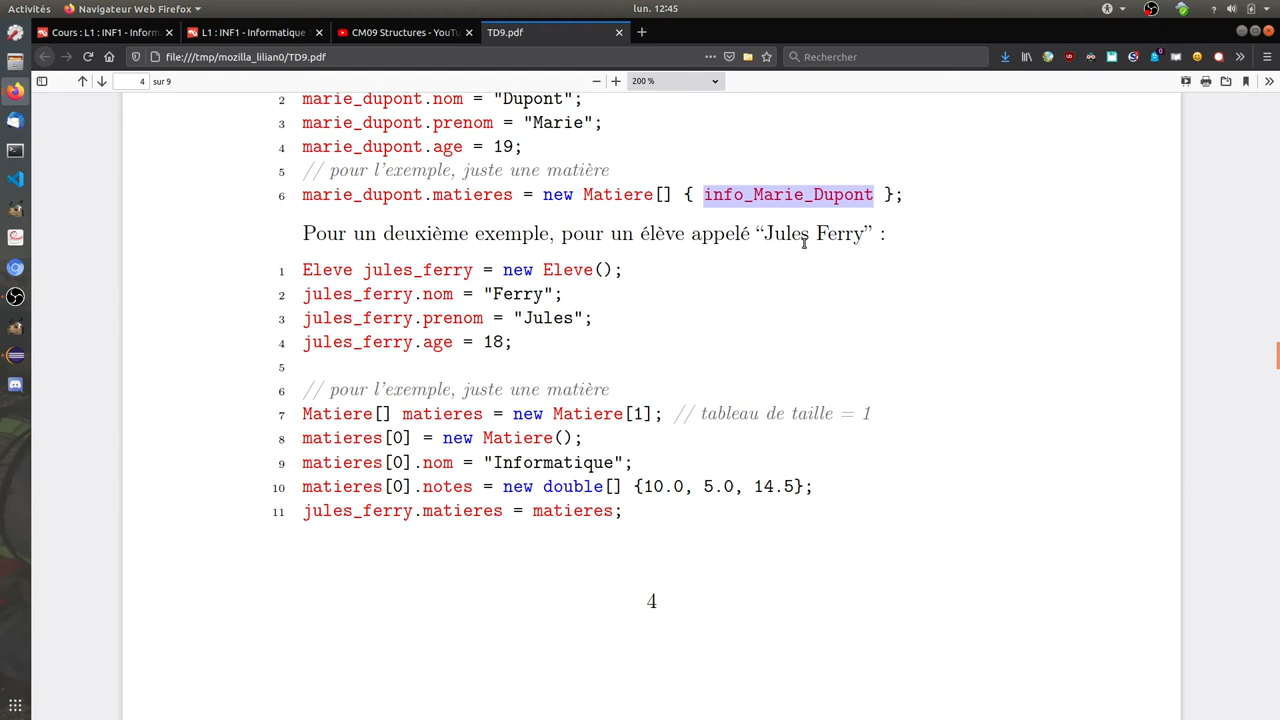 Activités
Navigateur Web Firefox
lun. 12:45
?
Cours : L1 : INF1 - Inform
L1 : INF1 - Informatique
CM09 Structures - YouTu
TD9.pdf
file:///tmp/mozilla_lilian0/TD9.pdf
Rechercher
4 sur 9
200 %
2 marie_dupont.nom = "Dupont";
3 marie_dupont.prenom = "Marie";
4 marie_dupont.age = 19;
5 // pour l'exemple, juste une matière
6 marie_dupont.matieres = new Matiere[] { info_Marie_Dupont };
Pour un deuxième exemple, pour un élève appelé “Jules Ferry” :
1 Eleve jules_ferry = new Eleve();
2 jules_ferry.nom = "Ferry";
3 jules_ferry.prenom = "Jules";
4 jules_ferry.age = 18;
5
6 // pour l'exemple, juste une matière
7 Matiere[] matieres = new Matiere[1]; // tableau de taille = 1
8 matieres[0] = new Matiere();
9 matieres[0].nom = "Informatique";
10 matieres[0].notes = new double[] {10.0, 5.0, 14.5};
11 jules_ferry.matieres = matieres;
4